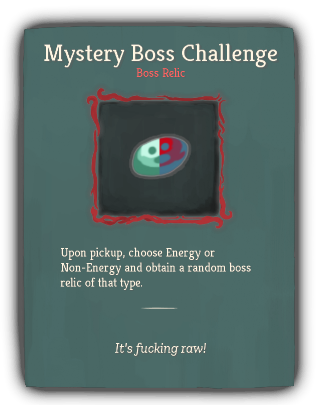 Mystery Boss Challenge
Boss Relic
Upon pickup, choose Energy or
Non-Energy and obtain a random boss
relic of that type.
It's fucking raw!